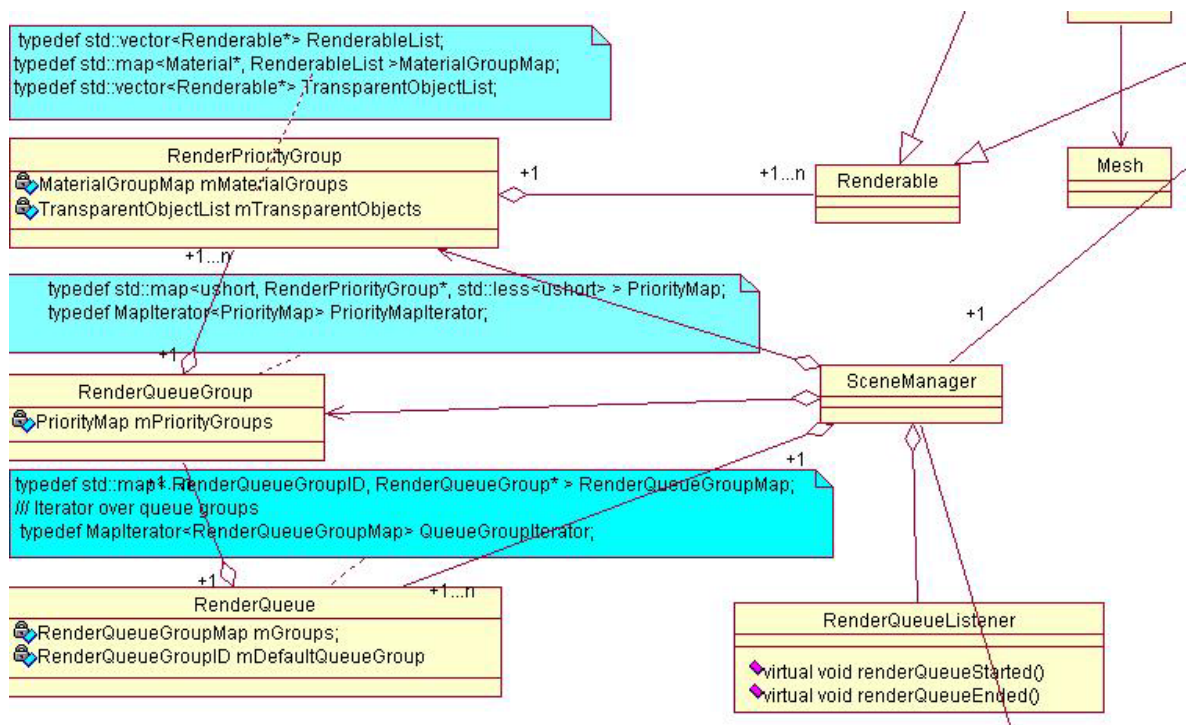 typedef std::vector<Renderable*> RenderableList;
typedef std::map<Material*, RenderableList >MaterialGroupMap;
typedef std::vector<Renderable*> TransparentObjectList;
RenderPriorityGroup
MaterialGroupMap mMaterialGroups
TransparentObjectList mTransparentObjects
+1
+1...n
Renderable
Mesh
+1...n
typedef std::map<ushort, RenderPriorityGroup*, std::less<ushort> > PriorityMap;
typedef MapIterator<PriorityMap> PriorityMapIterator;
+1
+1
RenderQueueGroup
PriorityMap mPriorityGroups
SceneManager
+1
+1...n
typedef std::map< RenderQueueGroupID, RenderQueueGroup* > RenderQueueGroupMap;
/// Iterator over queue groups
typedef MapIterator<RenderQueueGroupMap> QueueGroupIterator;
+1
+1...n
RenderQueue
RenderQueueGroupMap mGroups;
RenderQueueGroupID mDefaultQueueGroup
RenderQueueListener
virtual void renderQueueStarted()
virtual void renderQueueEnded()